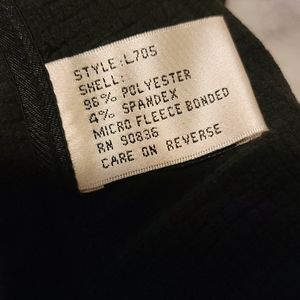 STYLE:L705
SHELL:
96% POLYESTER
4% SPANDEX
MICRO FLEECE BONDED
RN 90836
CARE ON REVERSE